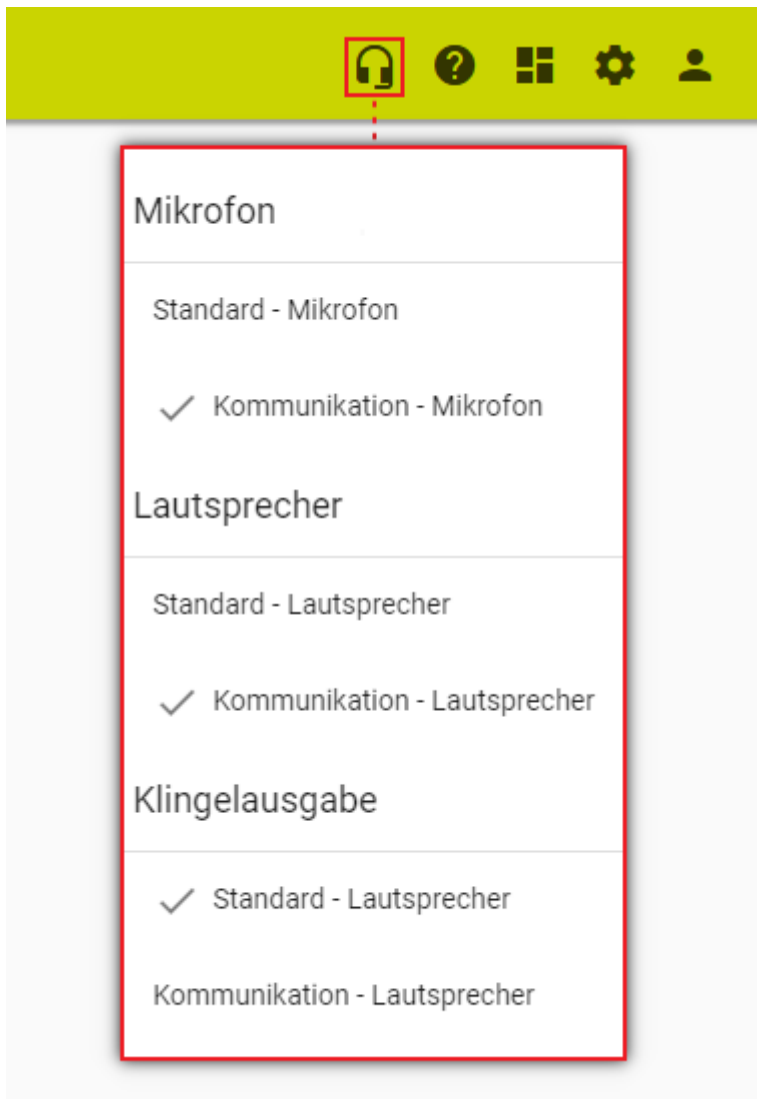 Mikrofon
Standard - Mikrofon
Kommunikation - Mikrofon
Lautsprecher
Standard - Lautsprecher
Kommunikation - Lautsprecher
Klingelausgabe
Standard - Lautsprecher
Kommunikation - Lautsprecher